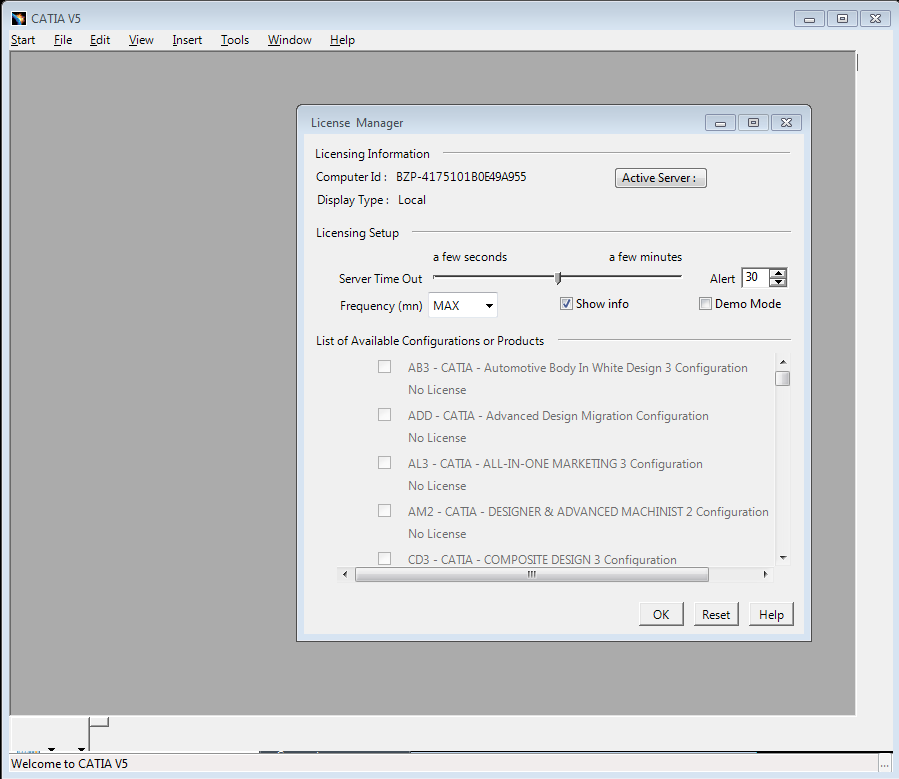 CATIA V5
Start File Edit View Insert Tools Window Help
License Manager
Licensing Information
Computer Id : BZP-4175101B0E49A955
Active Server :
Display Type : Local
Licensing Setup
a few seconds a few minutes
Server Time Out Alert 30
Frequency (mn) MAX Show info Demo Mode
List of Available Configurations or Products
AB3 - CATIA - Automotive Body In White Design 3 Configuration
No License
ADD - CATIA - Advanced Design Migration Configuration
No License
AL3 - CATIA - ALL-IN-ONE MARKETING 3 Configuration
No License
AM2 - CATIA - DESIGNER & ADVANCED MACHINIST 2 Configuration
No License
CD3 - CATIA - COMPOSITE DESIGN 3 Configuration
OK Reset Help
Welcome to CATIA V5